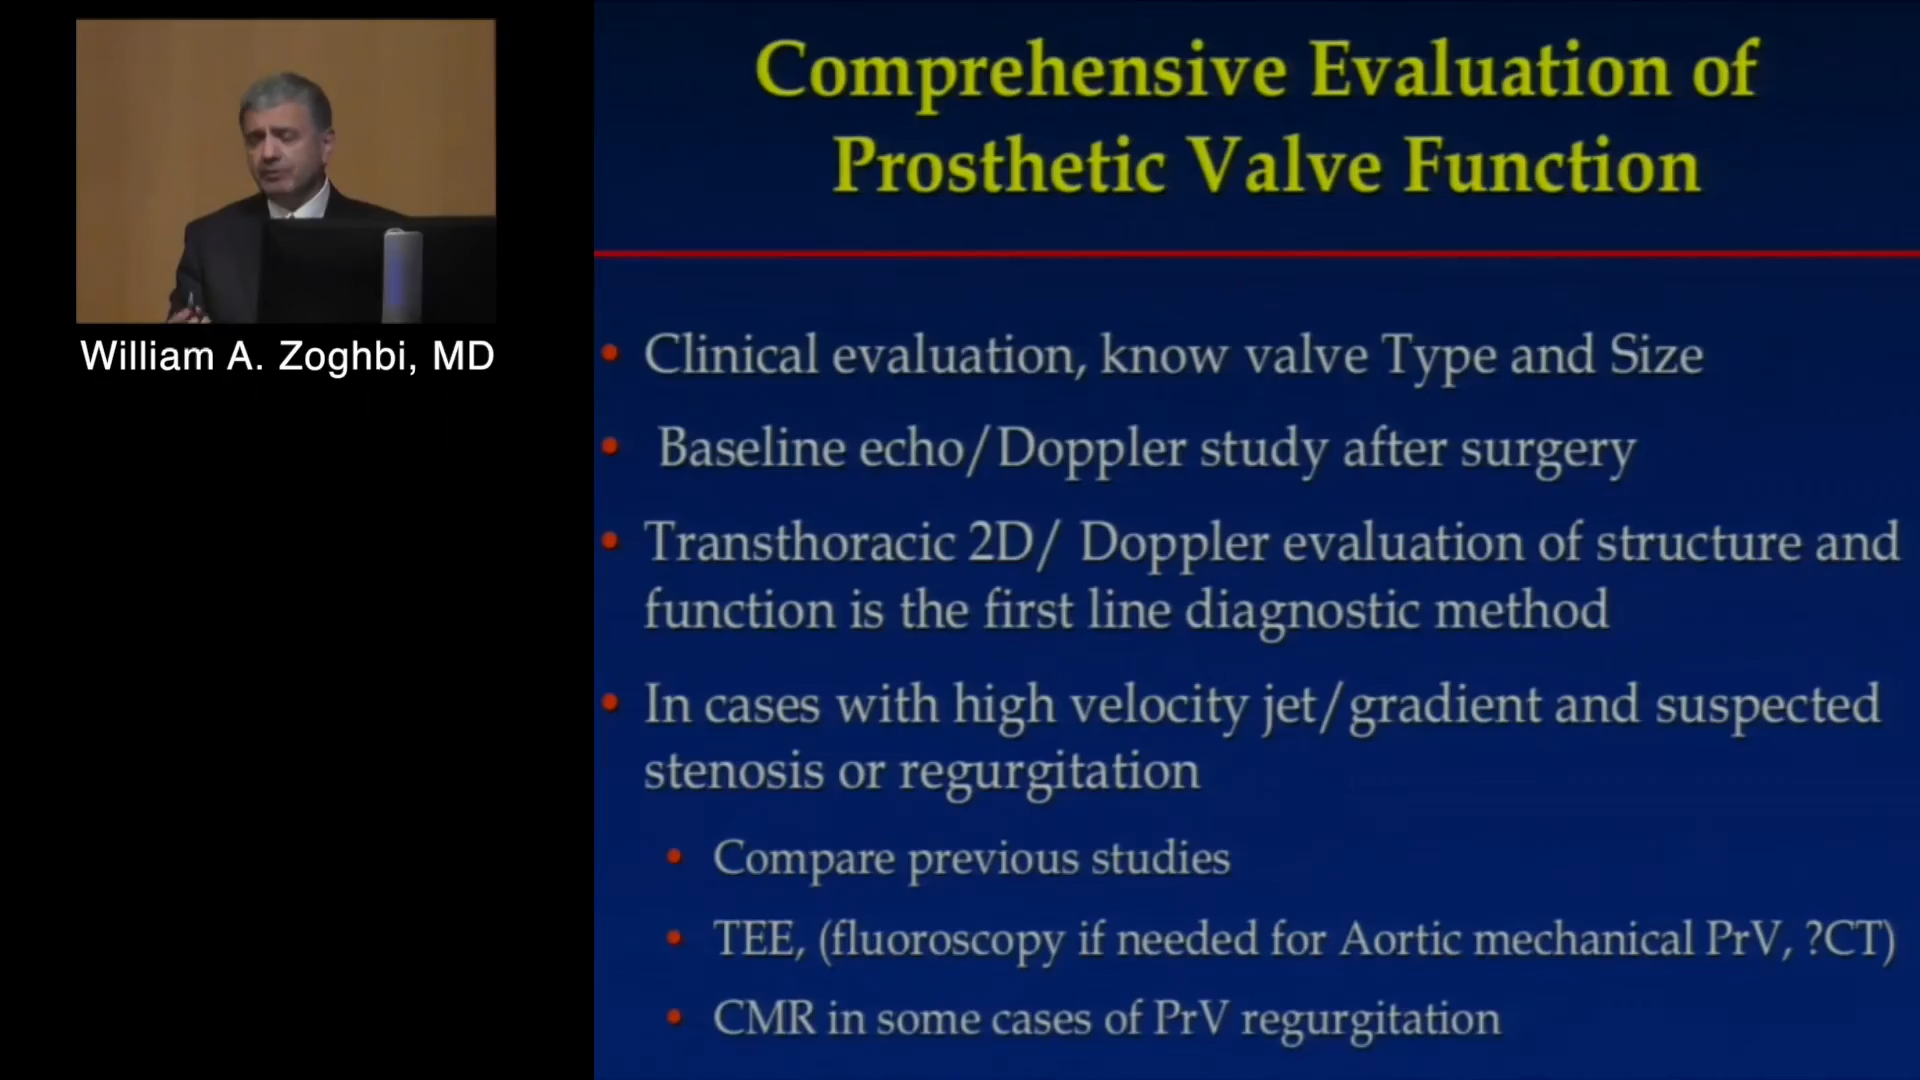 William A. Zoghbi, MD
Comprehensive Evaluation of
Prosthetic Valve Function
• Clinical evaluation, know valve Type and Size
• Baseline echo/Doppler study after surgery
• Transthoracic 2D/ Doppler evaluation of structure and
function is the first line diagnostic method
• In cases with high velocity jet/gradient and suspected
stenosis or regurgitation
• Compare previous studies
• TEE, (fluoroscopy if needed for Aortic mechanical PrV, ?CT)
• CMR in some cases of PrV regurgitation